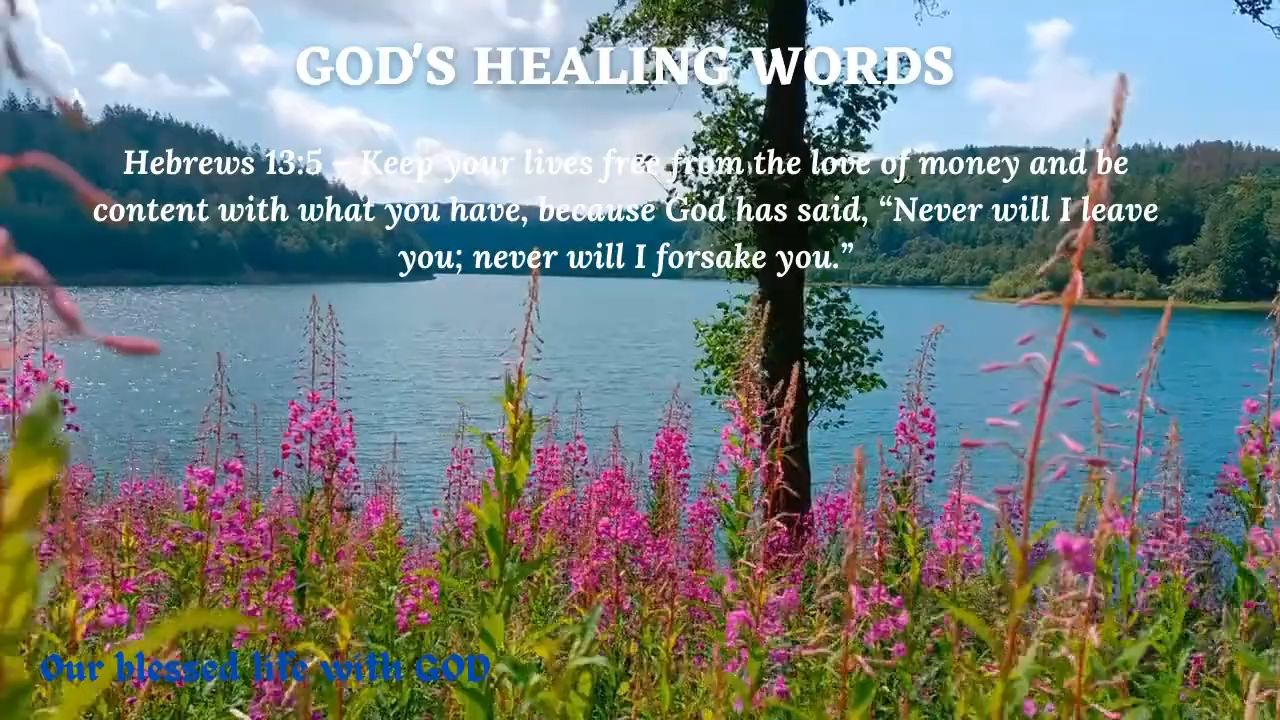 GOD'S HEALING WORDS
Hebrews 13:5 – Keep your lives free from the love of money and be
content with what you have, because God has said, “Never will I leave
you; never will I forsake you.”
Our blessed life with GOD